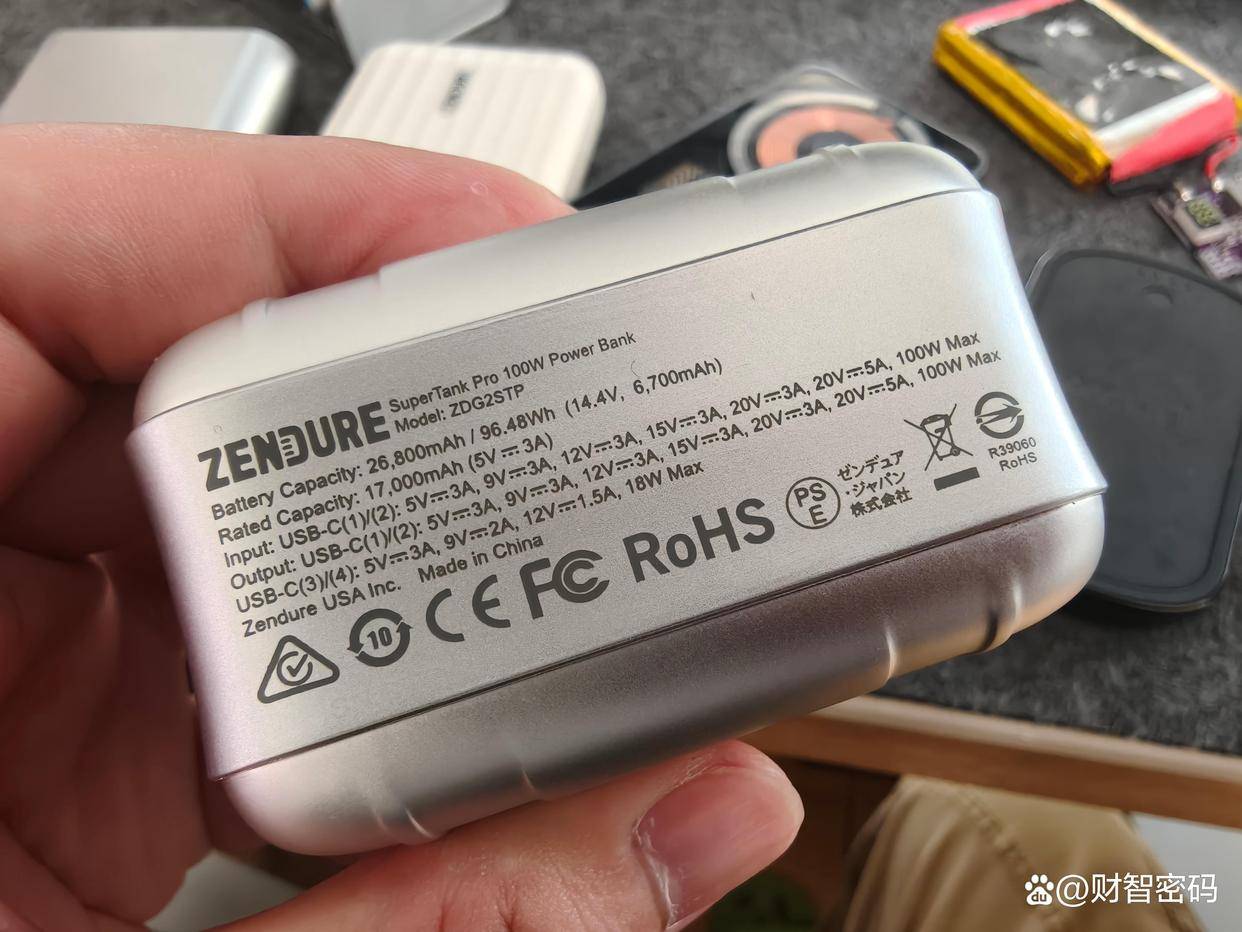 ZENDURE
SuperTank Pro 100W Power Bank
Model: ZDG2STP
Battery Capacity: 26,800mAh / 96.48Wh (14.4V, 6,700mAh)
Rated Capacity: 17,000mAh (5V⎓3A)
Input: USB-C(1)/(2): 5V⎓3A, 9V⎓3A, 12V⎓3A, 15V⎓3A, 20V⎓3A, 20V⎓5A, 100W Max
Output: USB-C(1)/(2): 5V⎓3A, 9V⎓3A, 12V⎓3A, 15V⎓3A, 20V⎓3A, 20V⎓5A, 100W Max
USB-C(3)/(4): 5V⎓3A, 9V⎓2A, 12V⎓1.5A, 18W Max
Zendure USA Inc. Made in China
10
CE
FC
RoHS
PS
E
ゼンデュア
・ジャパン
株式会社
R39060
RoHS
du
@财智密码